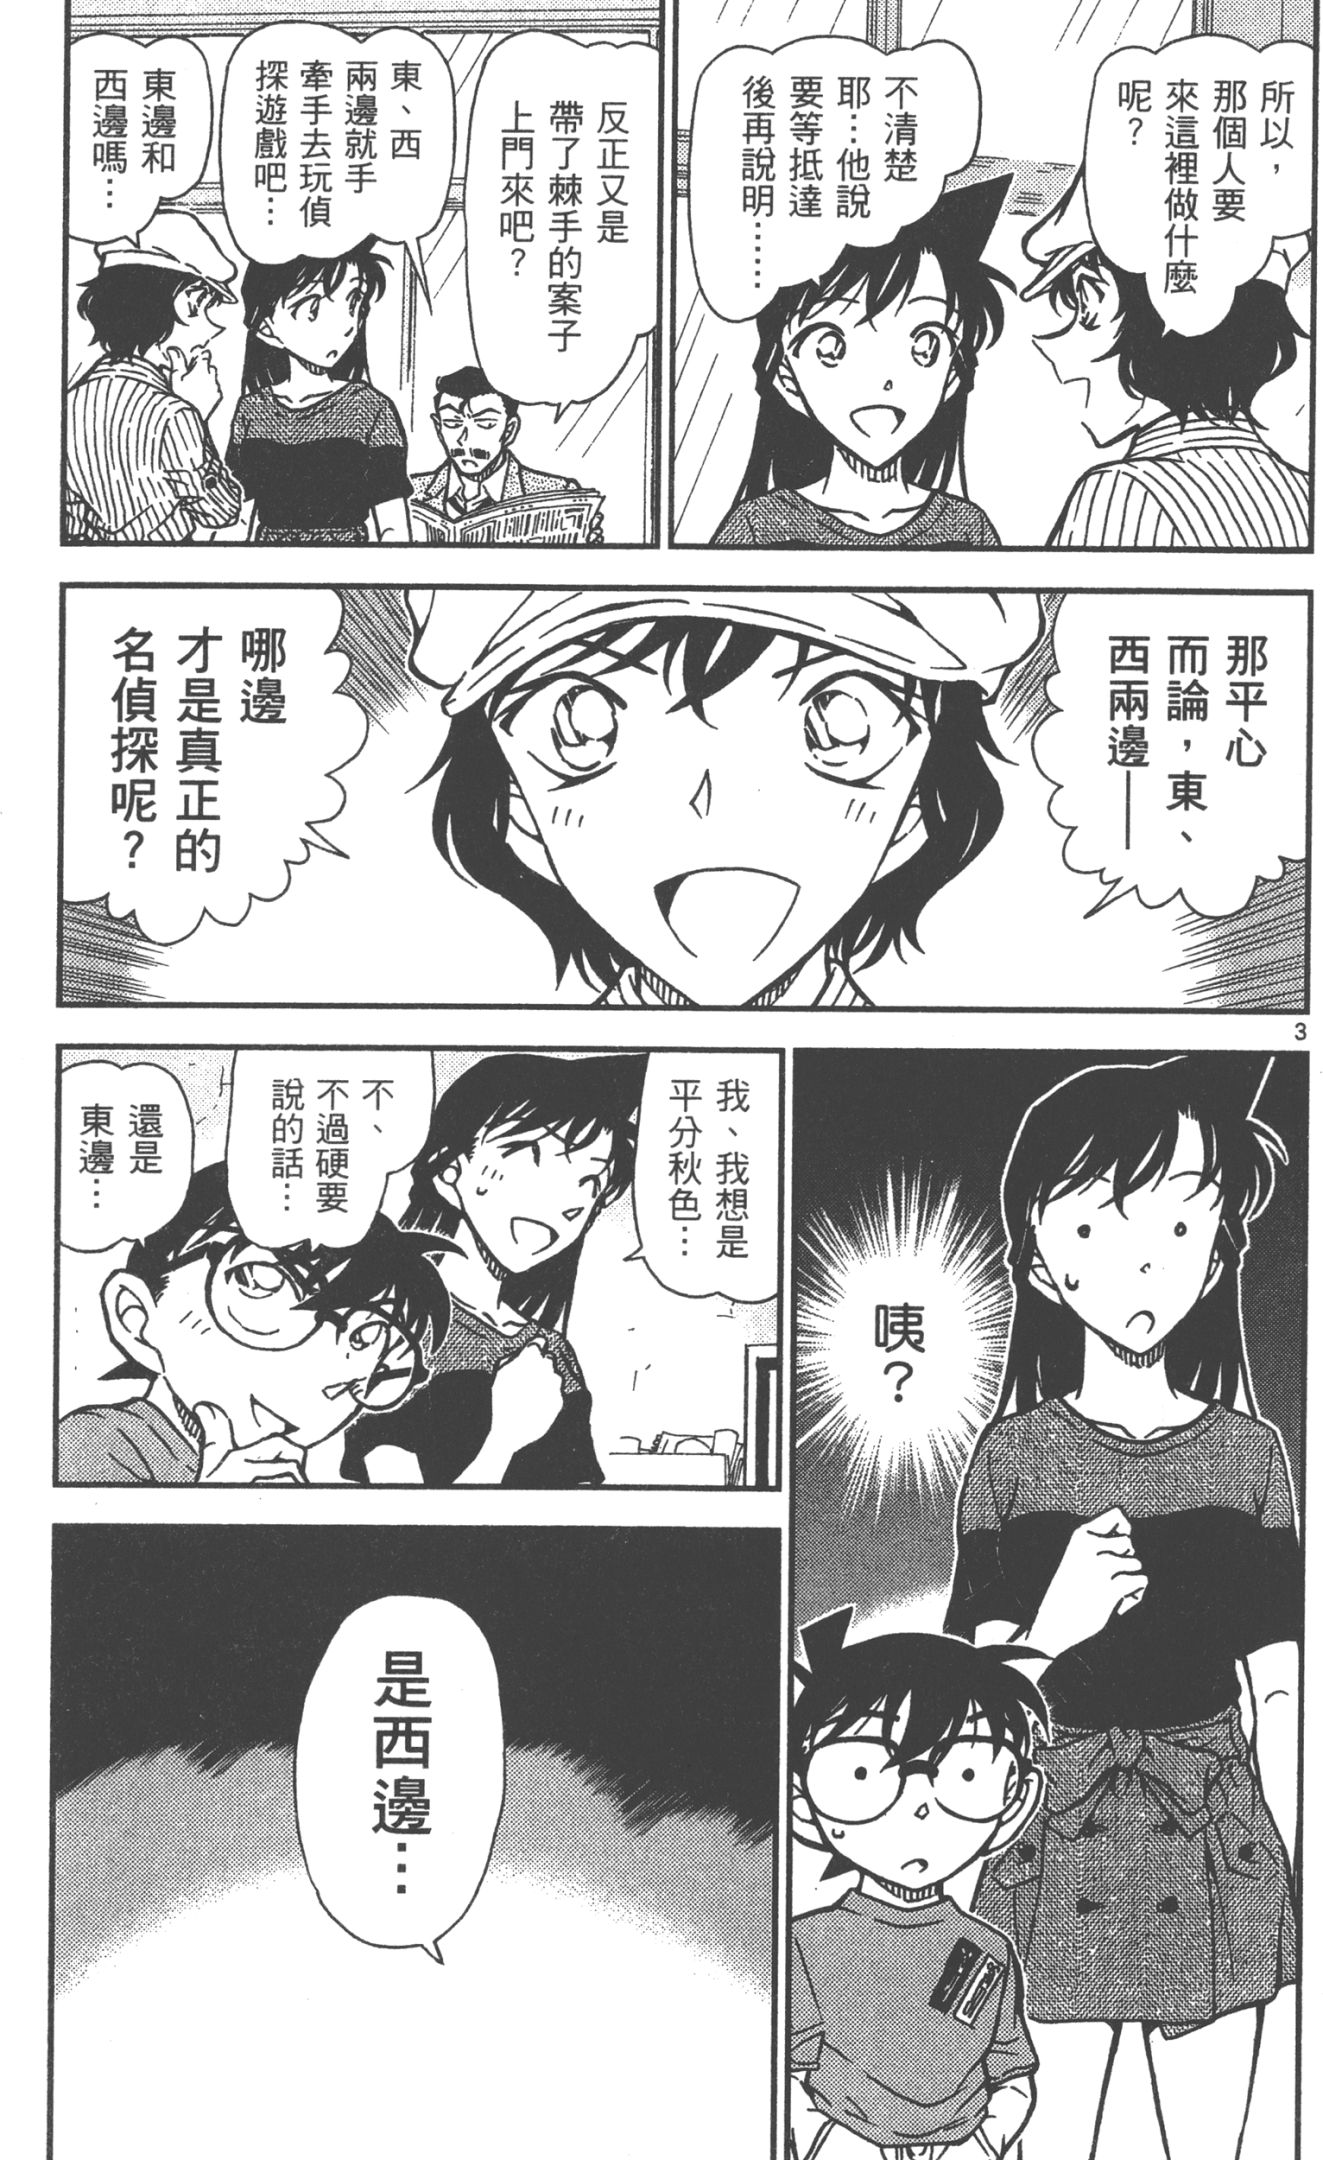 所以，
那個人要
來這裡做什麼
呢？
不清楚
耶…他說
要等抵達
後再說明……
反正又是
帶了棘手的案子
上門來吧？
東、西
兩邊就手
牽手去玩偵
探遊戲吧…
東邊和
西邊嗎…
那平心
而論，東、
西兩邊——
哪邊
才是真正的
名偵探呢？
3
咦？
我、我想是
平分秋色…
不、
不過硬要
說的話…
還是
東邊…
是西邊…